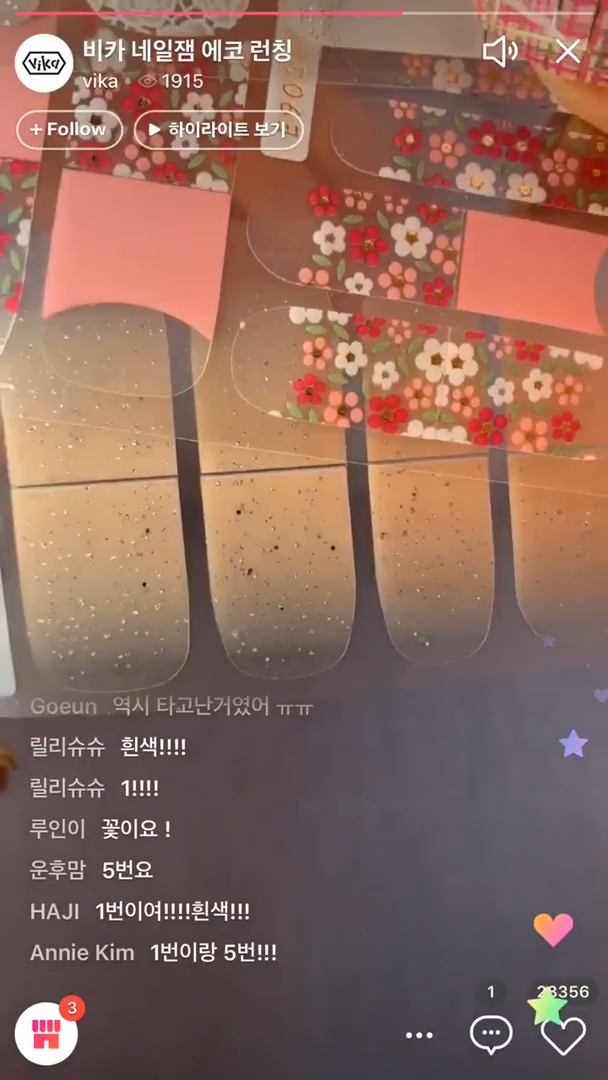 비카 네일잼 에코 런칭
vika
vika • 1915
+ Follow
▶ 하이라이트 보기
Goeun 역시 타고난거였어 ㅠㅠ
릴리슈슈 흰색!!!!
릴리슈슈 1!!!!
루인이 꽃이요 !
운후맘 5번요
HAJI 1번이여!!!!흰색!!!
Annie Kim 1번이랑 5번!!!
3
1